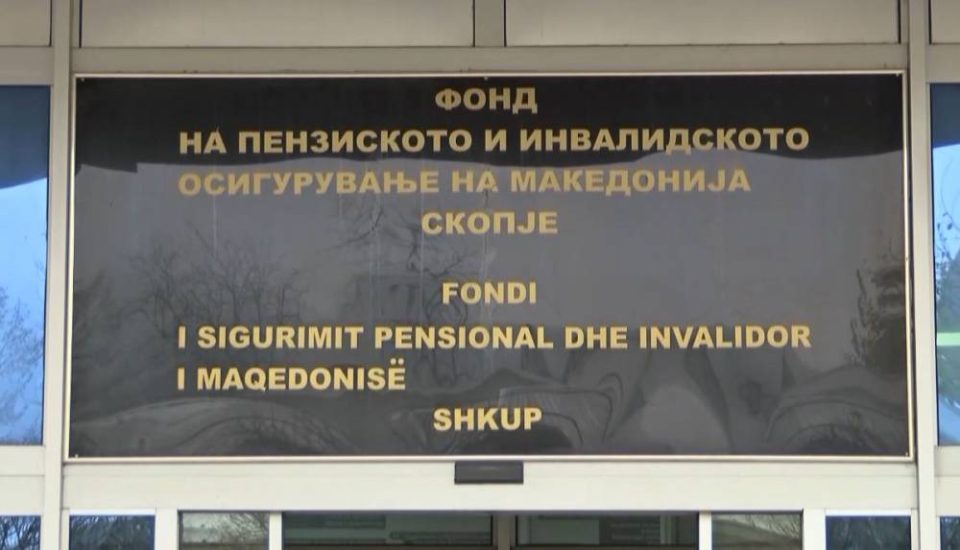 ФОНД
НА ПЕНЗИСКОТО И ИНВАЛИДСКОТО
ОСИГУРУВАЊЕ НА МАКЕДОНИЈА
СКОПЈЕ
FONDI
I SIGURIMIT PENSIONAL DHE INVALIDOR
I MAQEDONISË
SHKUP